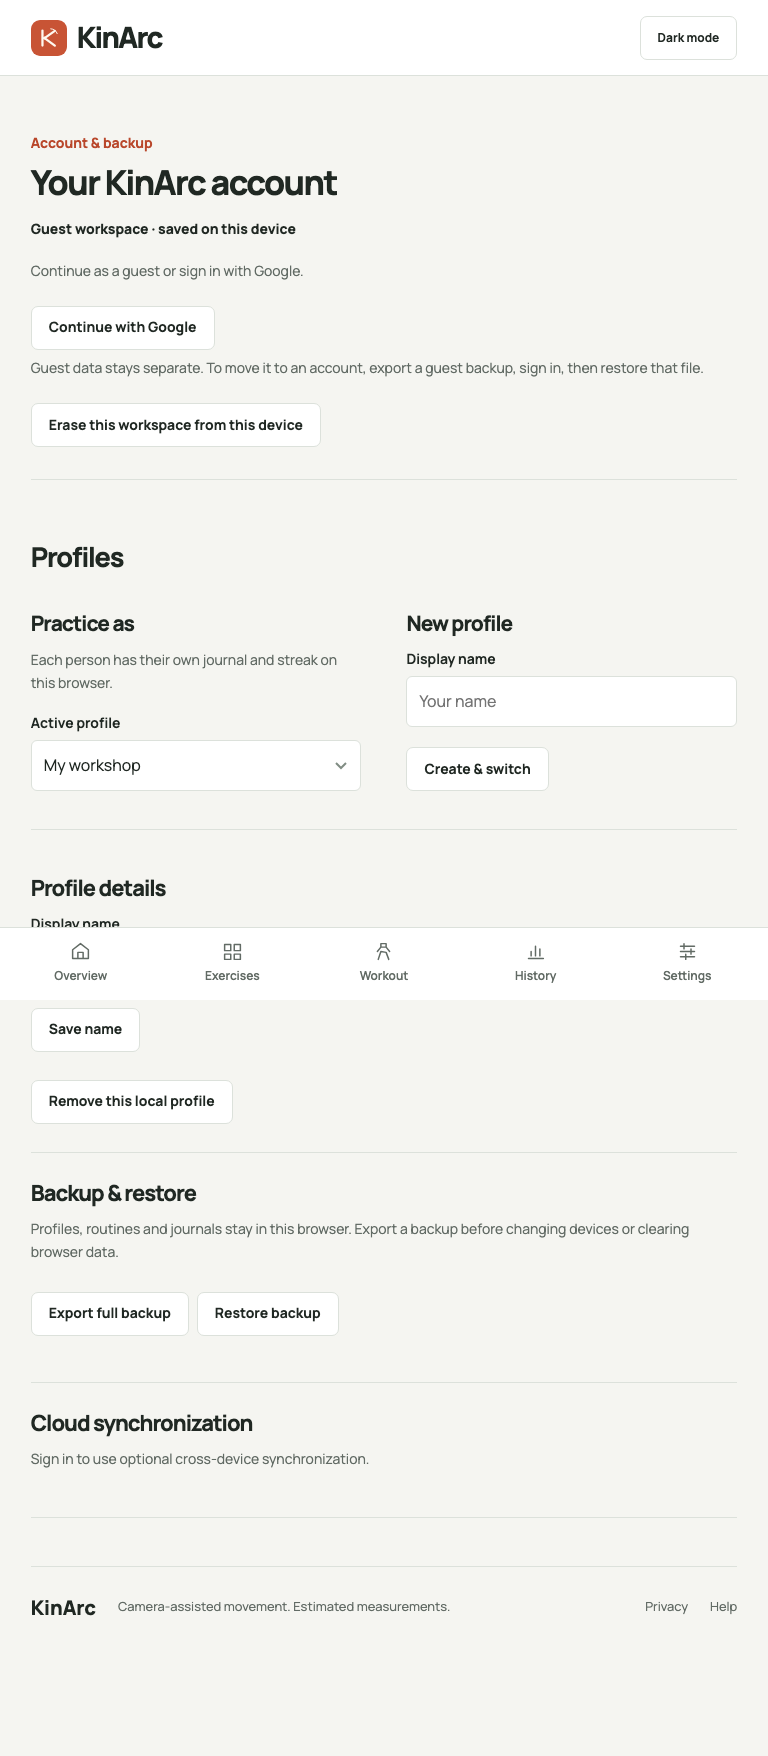 KinArc
Dark mode
Account & backup
Your KinArc account
Guest workspace · saved on this device
Continue as a guest or sign in with Google.
Continue with Google
Guest data stays separate. To move it to an account, export a guest backup, sign in, then restore that file.
Erase this workspace from this device
Profiles
Practice as
Each person has their own journal and streak on
this browser.
Active profile
My workshop
New profile
Display name
Your name
Create & switch
Profile details
Display name
Overview
Exercises
Workout
History
Settings
Save name
Remove this local profile
Backup & restore
Profiles, routines and journals stay in this browser. Export a backup before changing devices or clearing
browser data.
Export full backup
Restore backup
Cloud synchronization
Sign in to use optional cross-device synchronization.
KinArc
Camera-assisted movement. Estimated measurements.
Privacy
Help